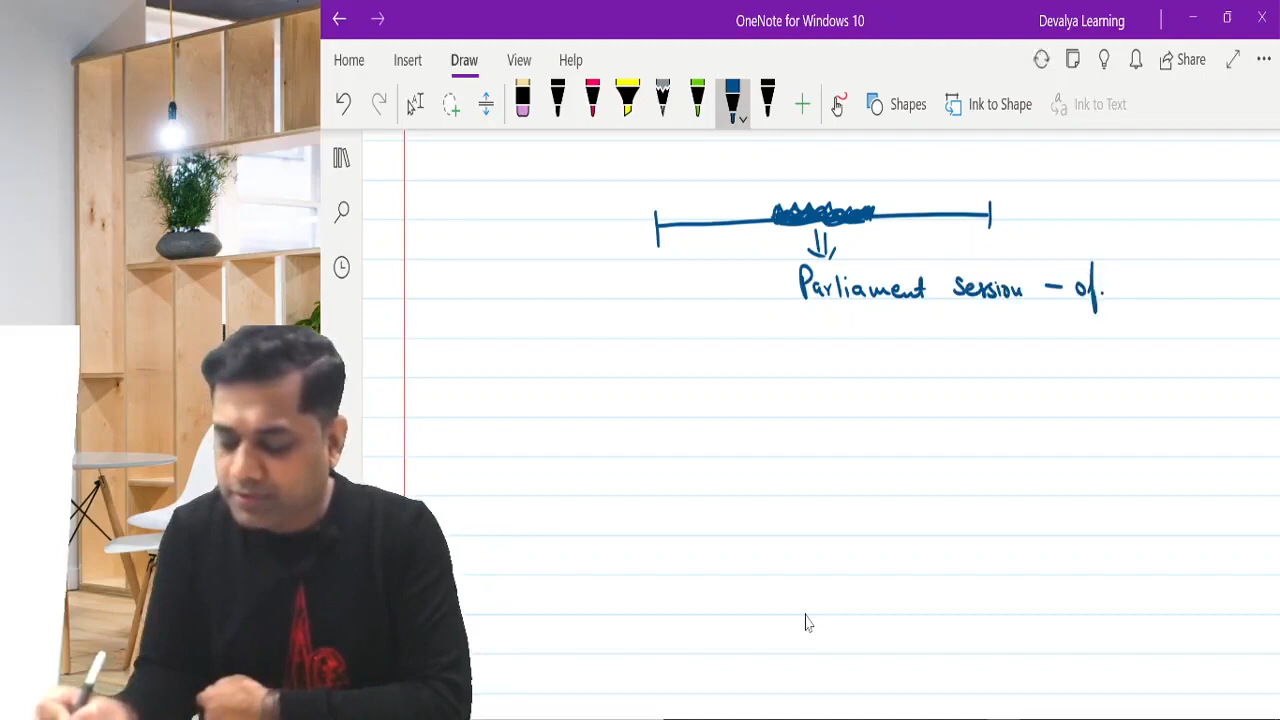 OneNote for Windows 10
Devalya Learning
Home
Insert
Draw
View
Help
Share
Shapes
Ink to Shape
Ink to Text
Parliament session - of.